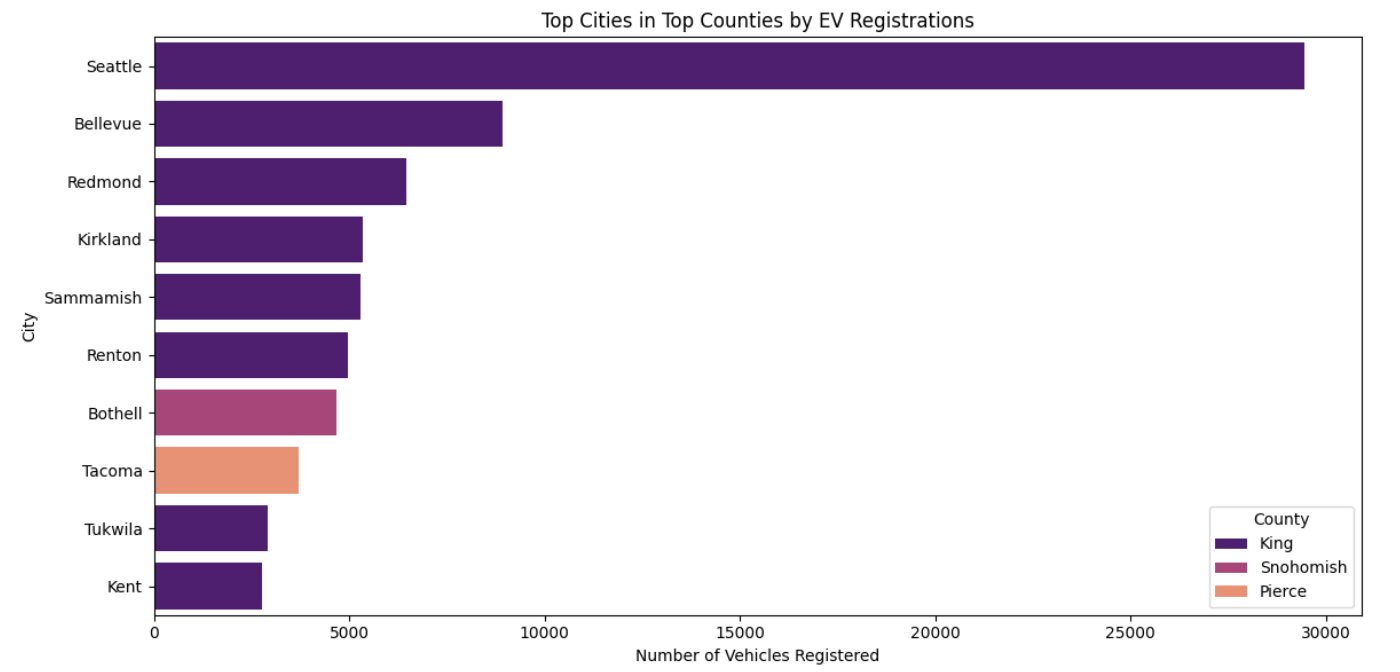 Top Cities in Top Counties by EV Registrations
City
Seattle
Bellevue
Redmond
Kirkland
Sammamish
Renton
Bothell
Tacoma
Tukwila
Kent
County
King
Snohomish
Pierce
0 5000 10000 15000 20000 25000 30000
Number of Vehicles Registered